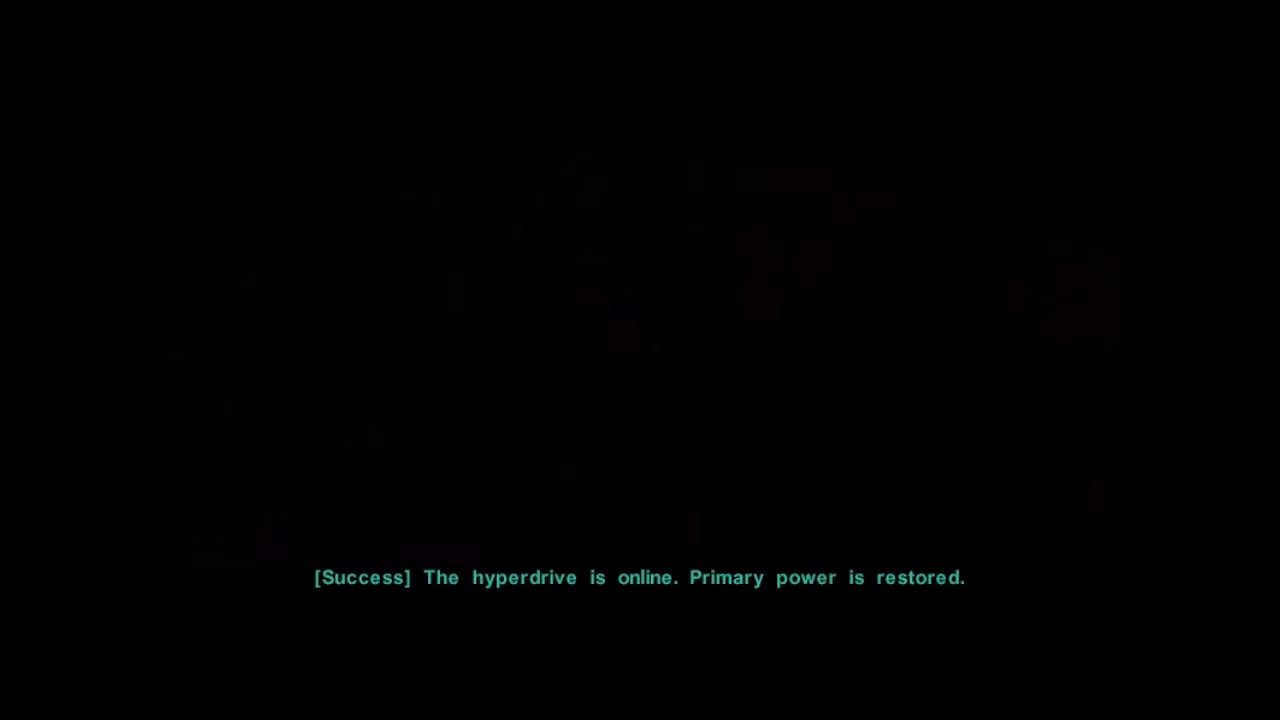 [Success] The hyperdrive is online. Primary power is restored.